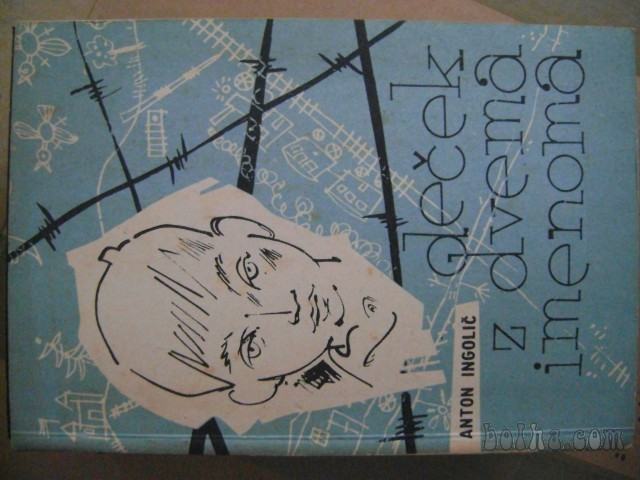 deček
z dvema
imenoma
ANTON INGOLIČ
bolha.com